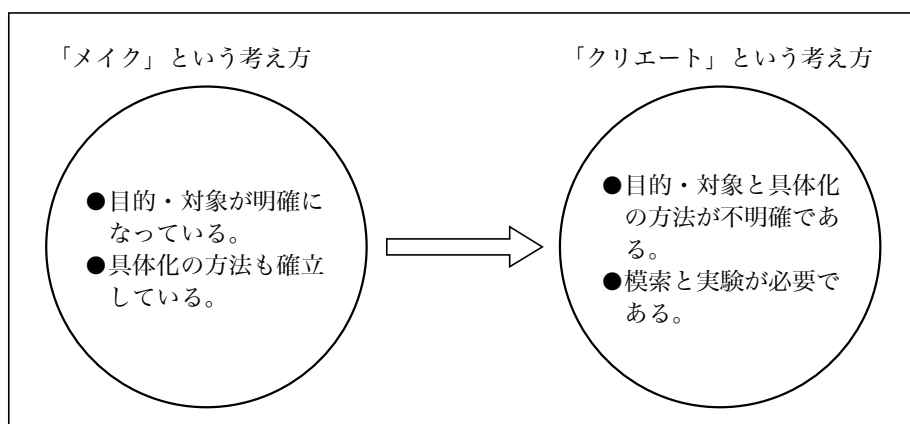 「メイク」という考え方
●目的・対象が明確に
なっている。
●具体化の方法も確立
している。
「クリエート」という考え方
●目的・対象と具体化
の方法が不明確であ
る。
●模索と実験が必要で
ある。